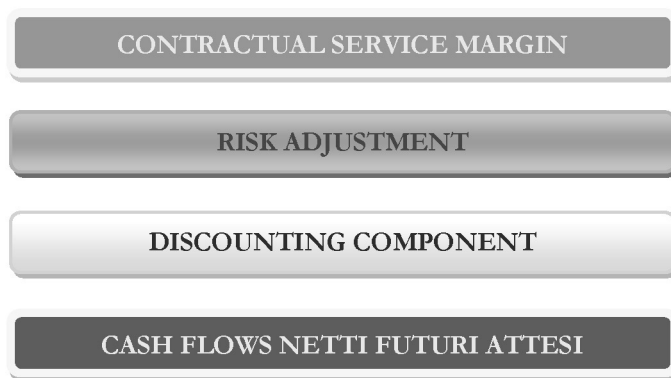 CONTRACTUAL SERVICE MARGIN
RISK ADJUSTMENT
DISCOUNTING COMPONENT
CASH FLOWS NETTI FUTURI ATTESI